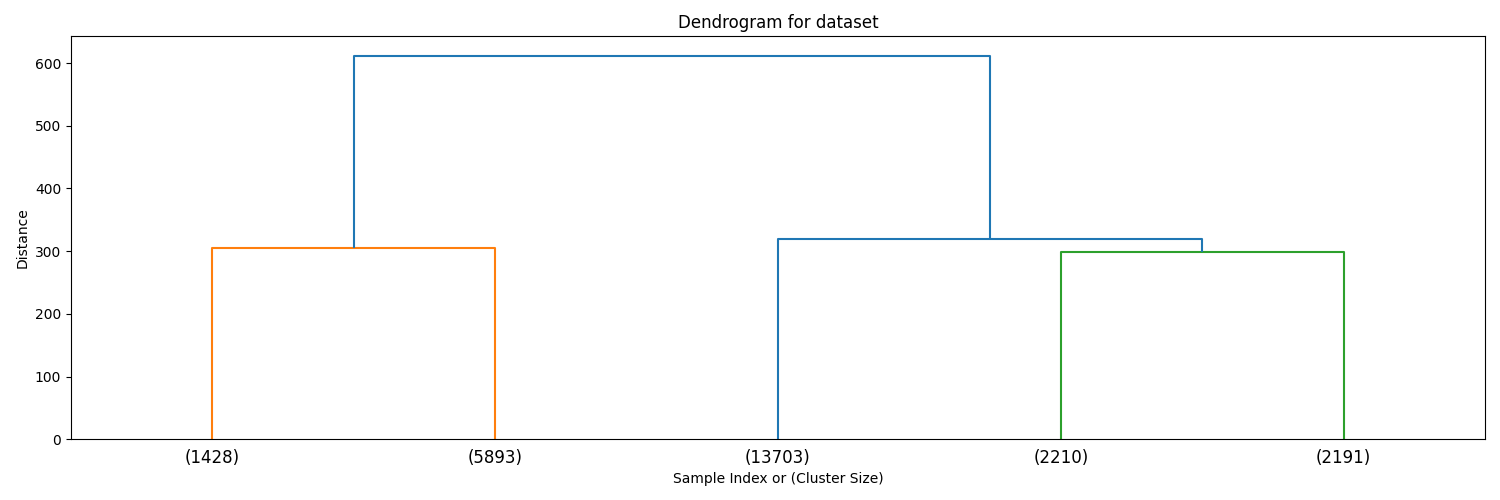 Dendrogram for dataset
600
500
400
300
200
100
0
Distance
(1428) (5893) (13703) (2210) (2191)
Sample Index or (Cluster Size)